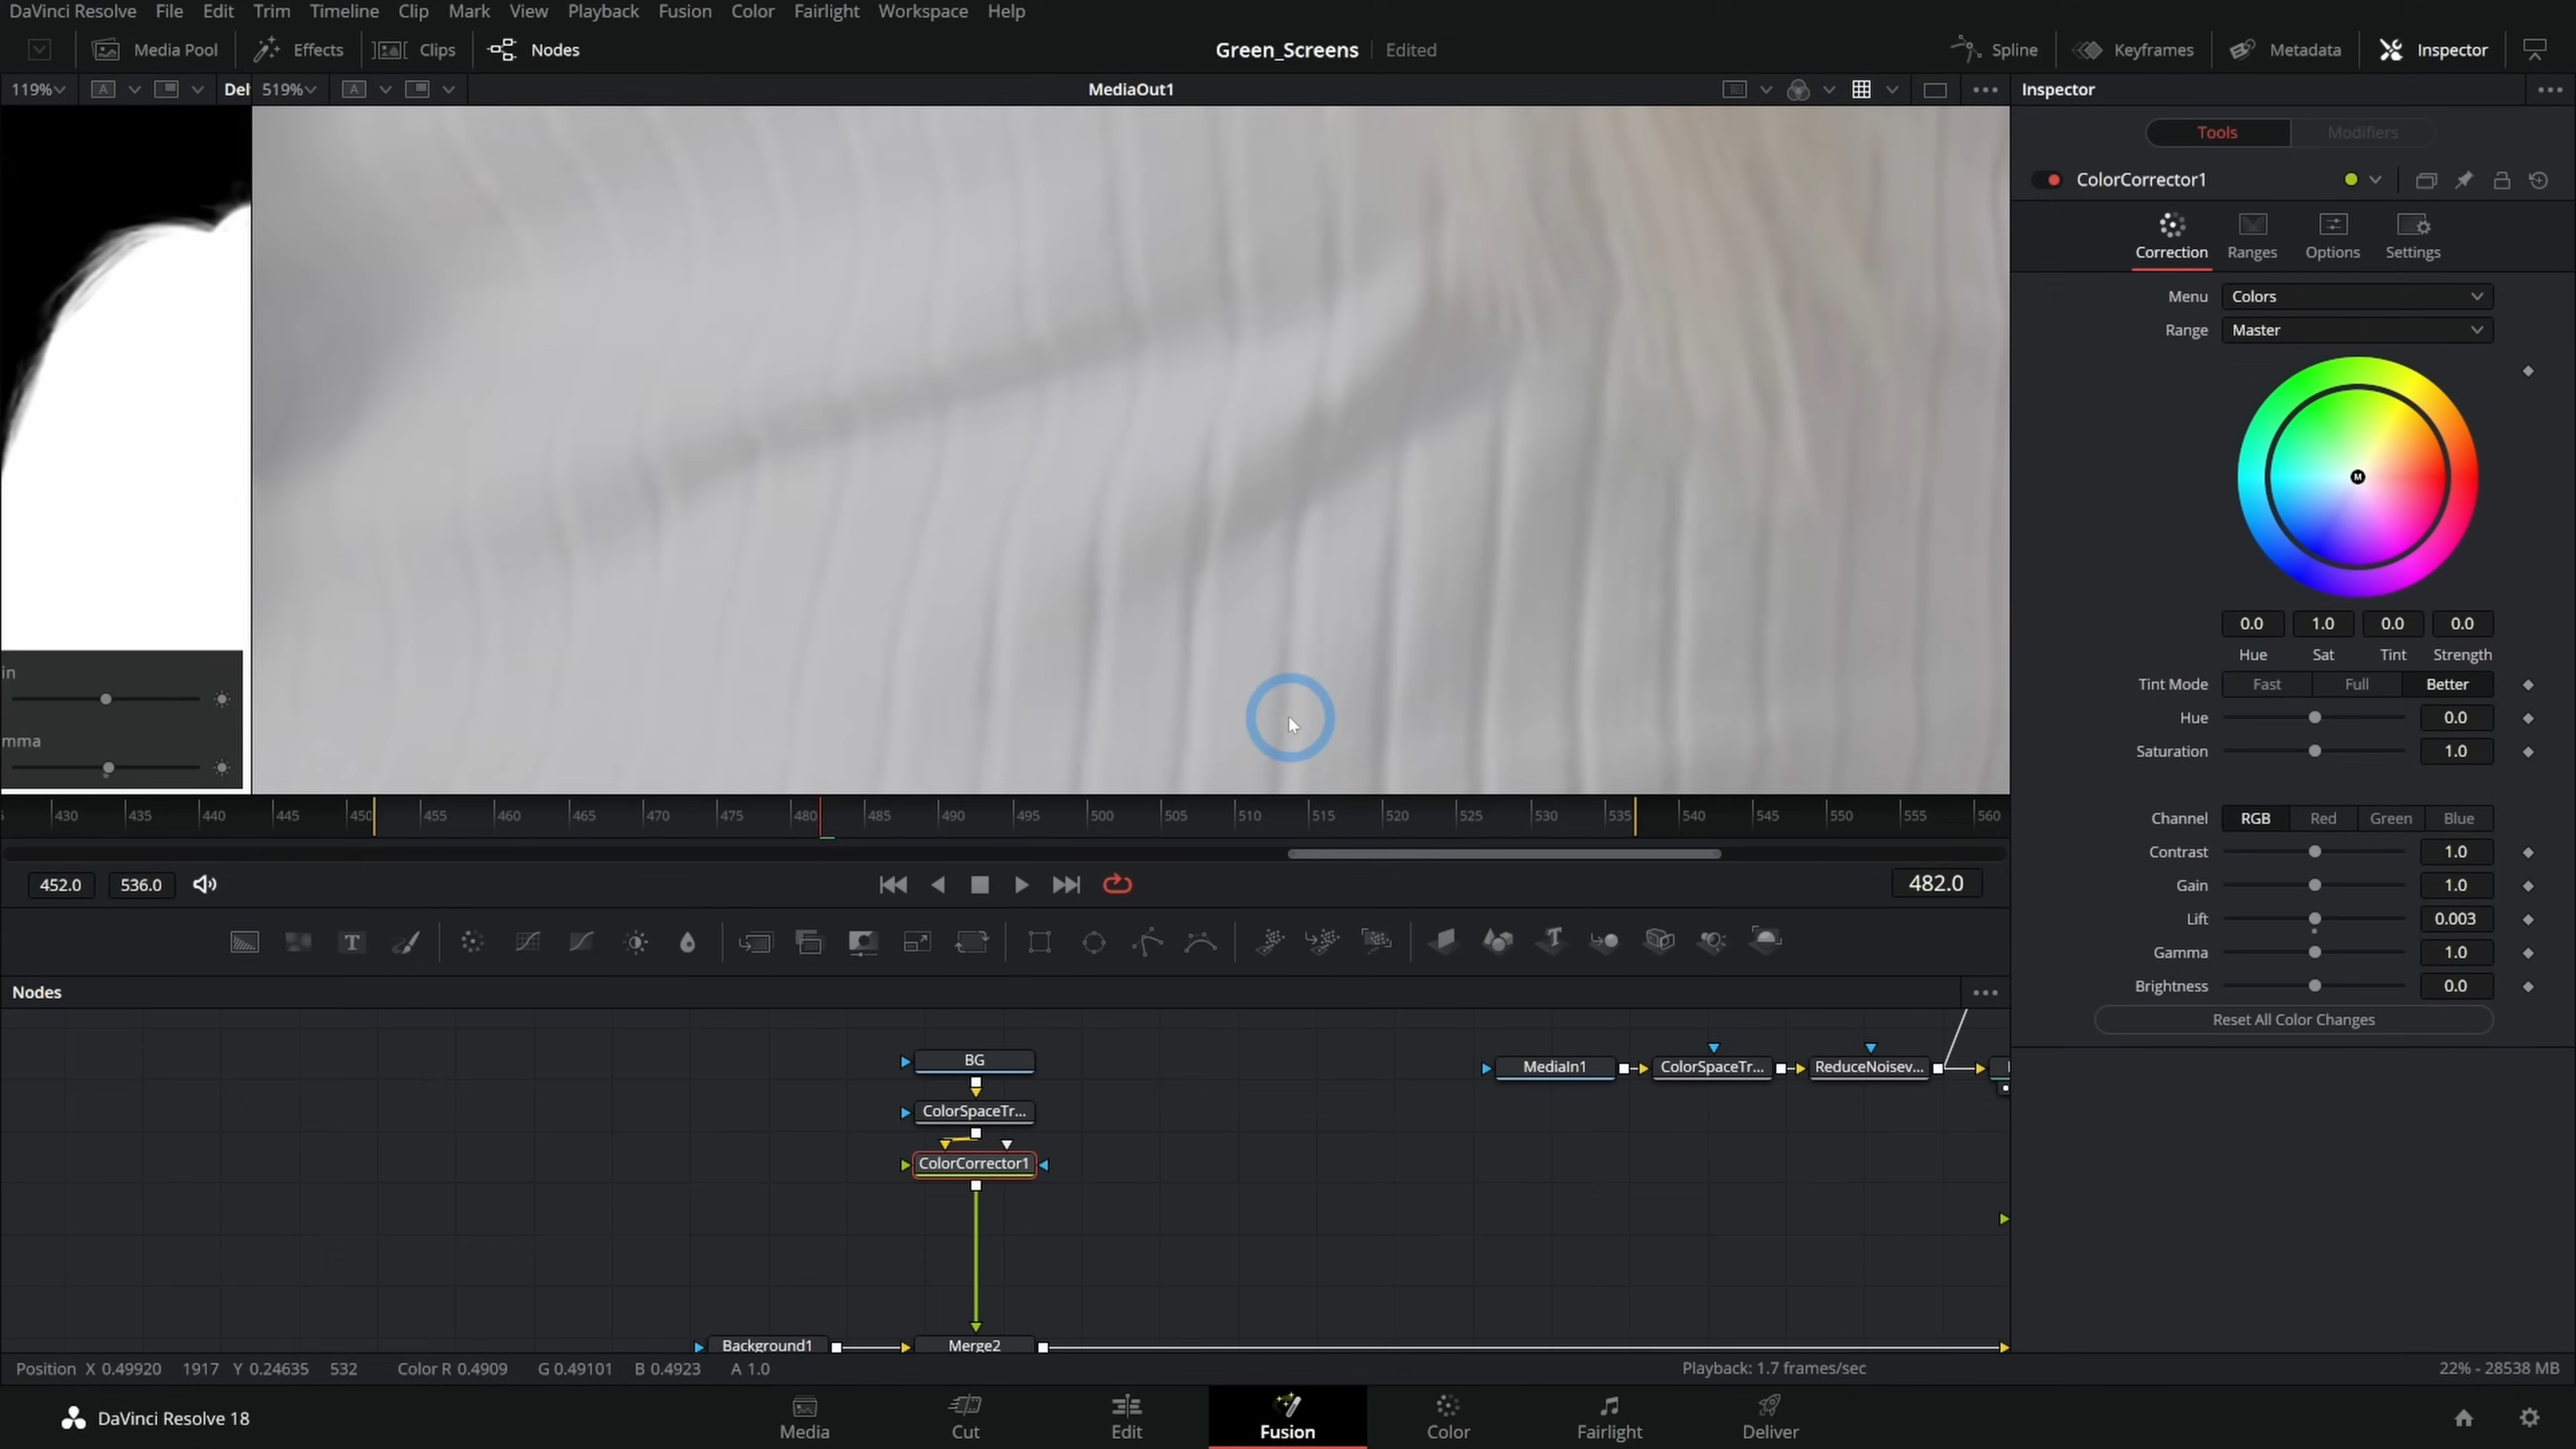 DaVinci Resolve File Edit Trim Timeline Clip Mark View Playback Fusion Color Fairlight Workspace Help
Media Pool Effects Clips Nodes Green_Screens Edited Spline Keyframes Metadata Inspector
119% A Del 519% A MediaOut1 Inspector
Tools Modifiers
ColorCorrector1
Correction Ranges Options Settings
Menu Colors
Range Master
M
0.0 1.0 0.0 0.0
Hue Sat Tint Strength
Tint Mode Fast Full Better
Hue 0.0
Saturation 1.0
Channel RGB Red Green Blue
Contrast 1.0
Gain 1.0
Lift 0.003
Gamma 1.0
Brightness 0.0
Reset All Color Changes
in
mma
430 435 440 445 450 455 460 465 470 475 480 485 490 495 500 505 510 515 520 525 530 535 540 545 550 555 560
452.0 536.0 482.0
T
Nodes
BG
ColorSpaceTr...
ColorCorrector1
MediaIn1 ColorSpaceTr... ReduceNoisev...
Background1 Merge2
Position X 0.49920 1917 Y 0.24635 532 Color R 0.4909 G 0.49101 B 0.4923 A 1.0 Playback: 1.7 frames/sec 22% - 28538 MB
DaVinci Resolve 18 Media Cut Edit Fusion Color Fairlight Deliver